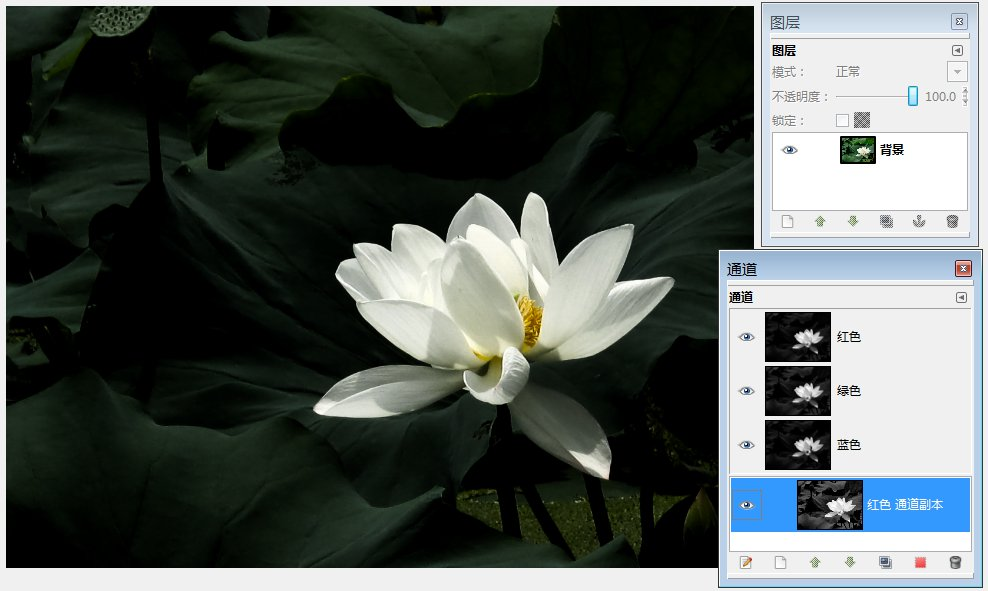 图层
图层
模式：
正常
不透明度：
100.0
锁定：
背景
通道
通道
红色
绿色
蓝色
红色 通道副本